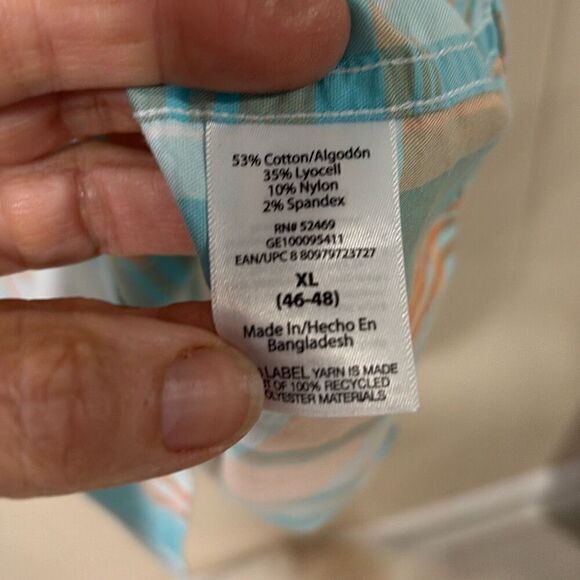 53% Cotton/Algodón
35% Lyocell
10% Nylon
2% Spandex
RN# 52469
GE100095411
EAN/UPC 8 80979723727
XL
(46-48)
Made In/Hecho En
Bangladesh
LABEL YARN IS MADE
OF 100% RECYCLED
MATERIALS